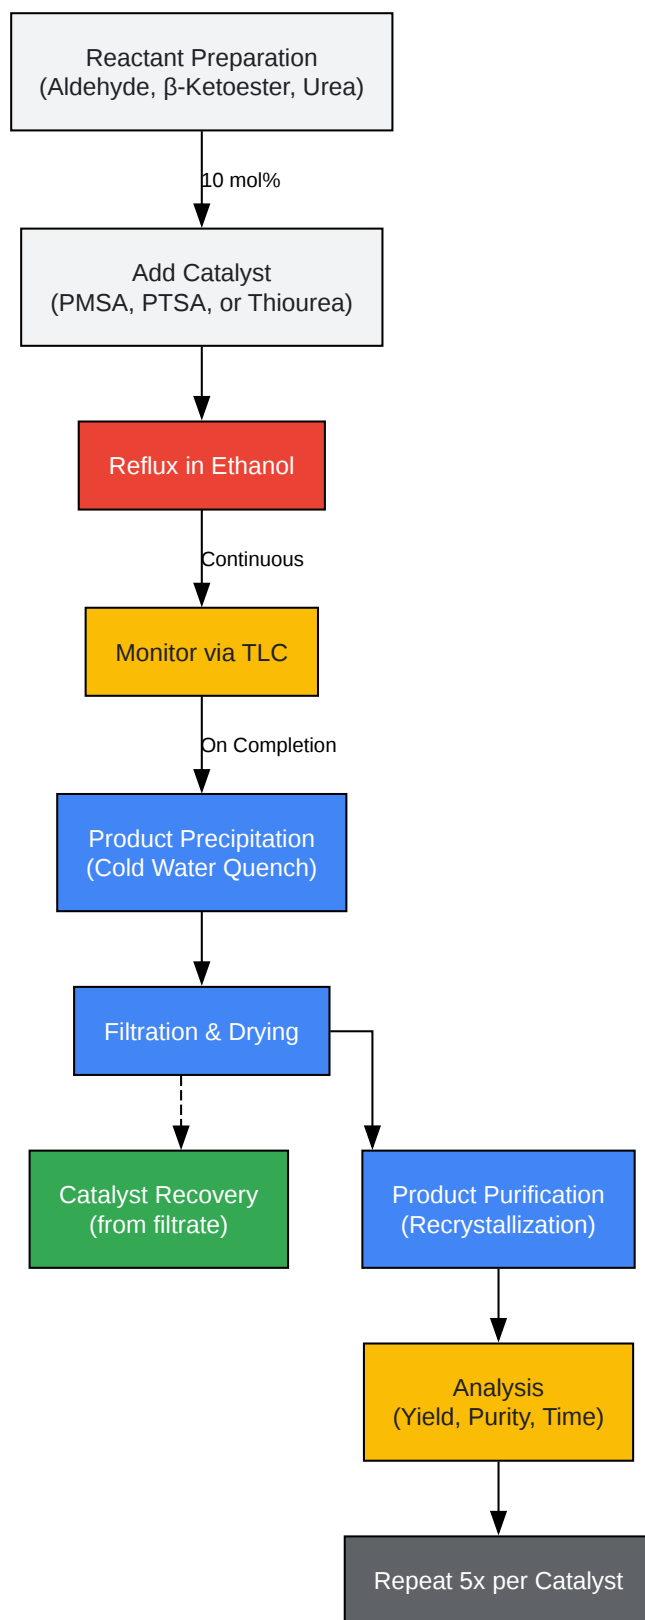 Reactant Preparation
(Aldehyde, β-Ketoester, Urea)
10 mol%
Add Catalyst
(PMSA, PTSA, or Thiourea)
Reflux in Ethanol
Continuous
Monitor via TLC
On Completion
Product Precipitation
(Cold Water Quench)
Filtration & Drying
Catalyst Recovery
(from filtrate)
Product Purification
(Recrystallization)
Analysis
(Yield, Purity, Time)
Repeat 5x per Catalyst